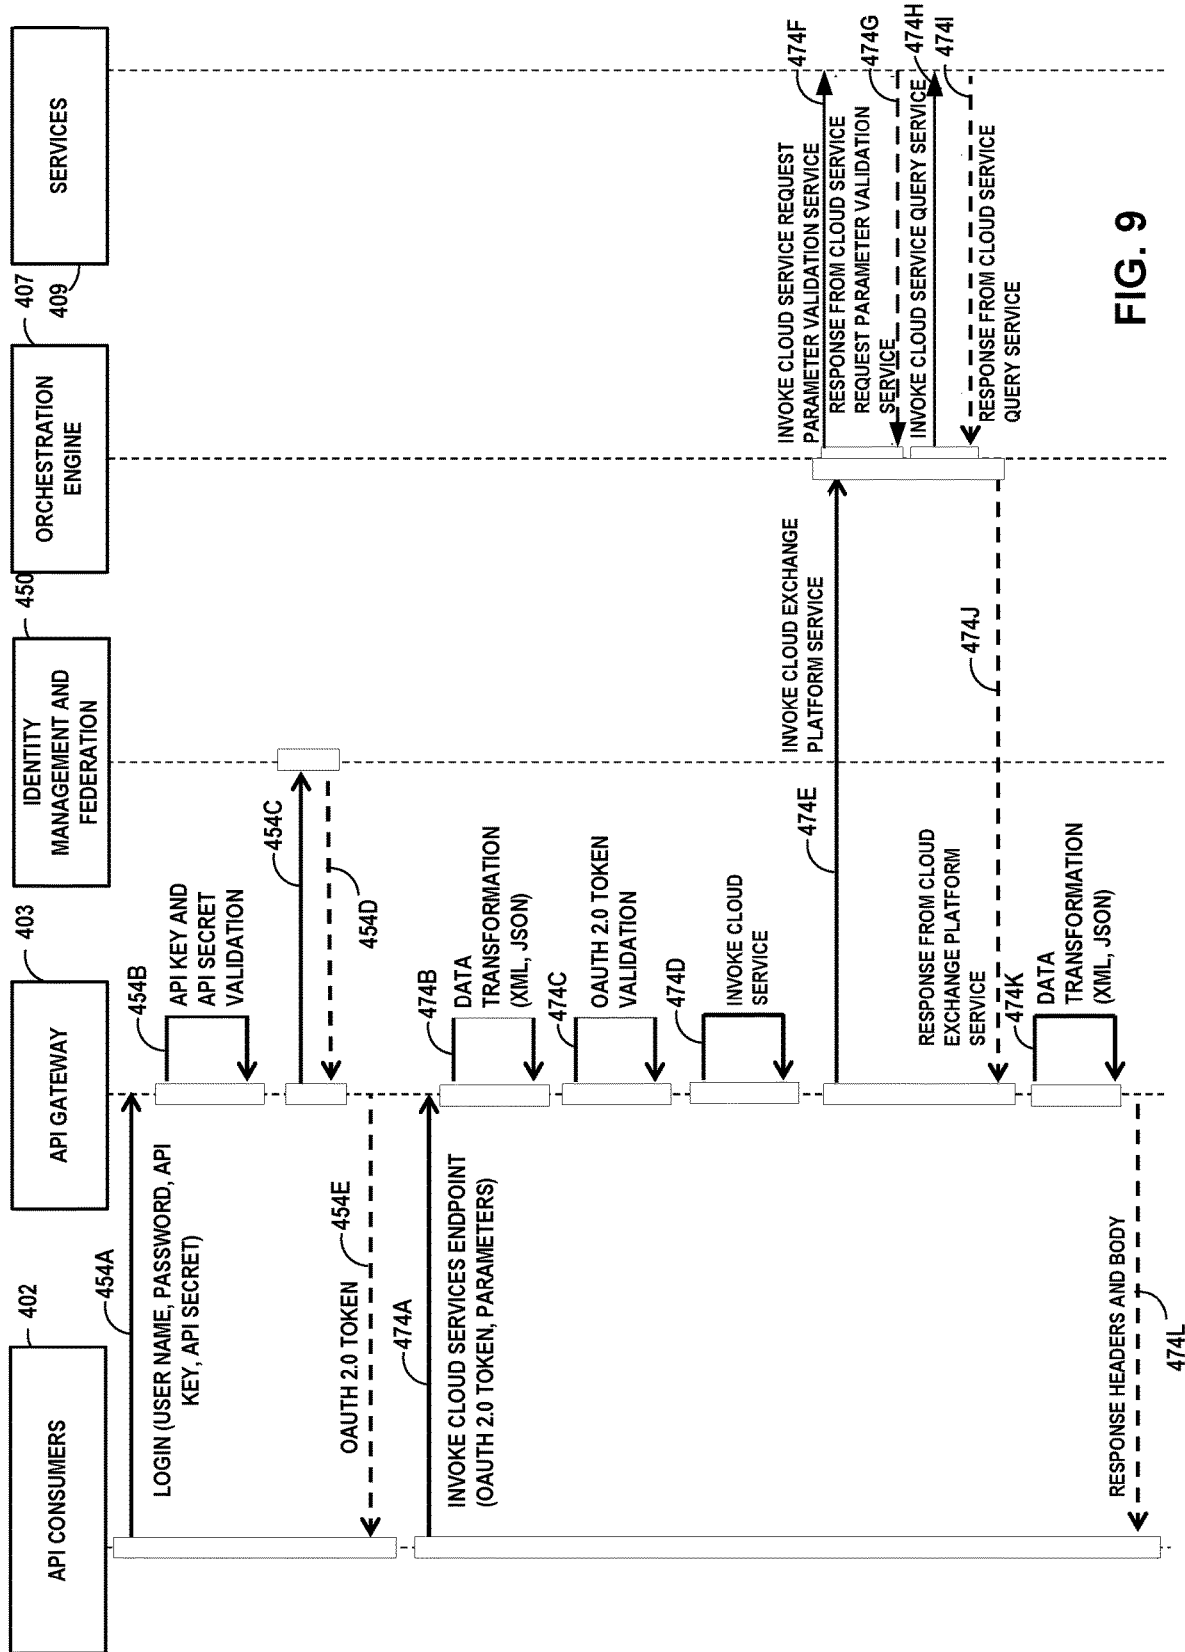 API CONSUMERS
402
API GATEWAY
403
IDENTITY
MANAGEMENT AND
FEDERATION
450
ORCHESTRATION
ENGINE
407
SERVICES
409
454A
LOGIN (USER NAME, PASSWORD, API
KEY, API SECRET)
454B
API KEY AND
API SECRET
VALIDATION
454C
454D
454E
OAUTH 2.0 TOKEN
474A
INVOKE CLOUD SERVICES ENDPOINT
(OAUTH 2.0 TOKEN, PARAMETERS)
474B
DATA
TRANSFORMATION
(XML, JSON)
474C
OAUTH 2.0 TOKEN
VALIDATION
474D
INVOKE CLOUD
SERVICE
474E
INVOKE CLOUD EXCHANGE
PLATFORM SERVICE
INVOKE CLOUD SERVICE REQUEST
PARAMETER VALIDATION SERVICE
474F
RESPONSE FROM CLOUD SERVICE
REQUEST PARAMETER VALIDATION
SERVICE
474G
INVOKE CLOUD SERVICE QUERY SERVICE
474H
474I
RESPONSE FROM CLOUD SERVICE
QUERY SERVICE
474J
RESPONSE FROM CLOUD
EXCHANGE PLATFORM
SERVICE
474K
DATA
TRANSFORMATION
(XML, JSON)
RESPONSE HEADERS AND BODY
474L
FIG. 9